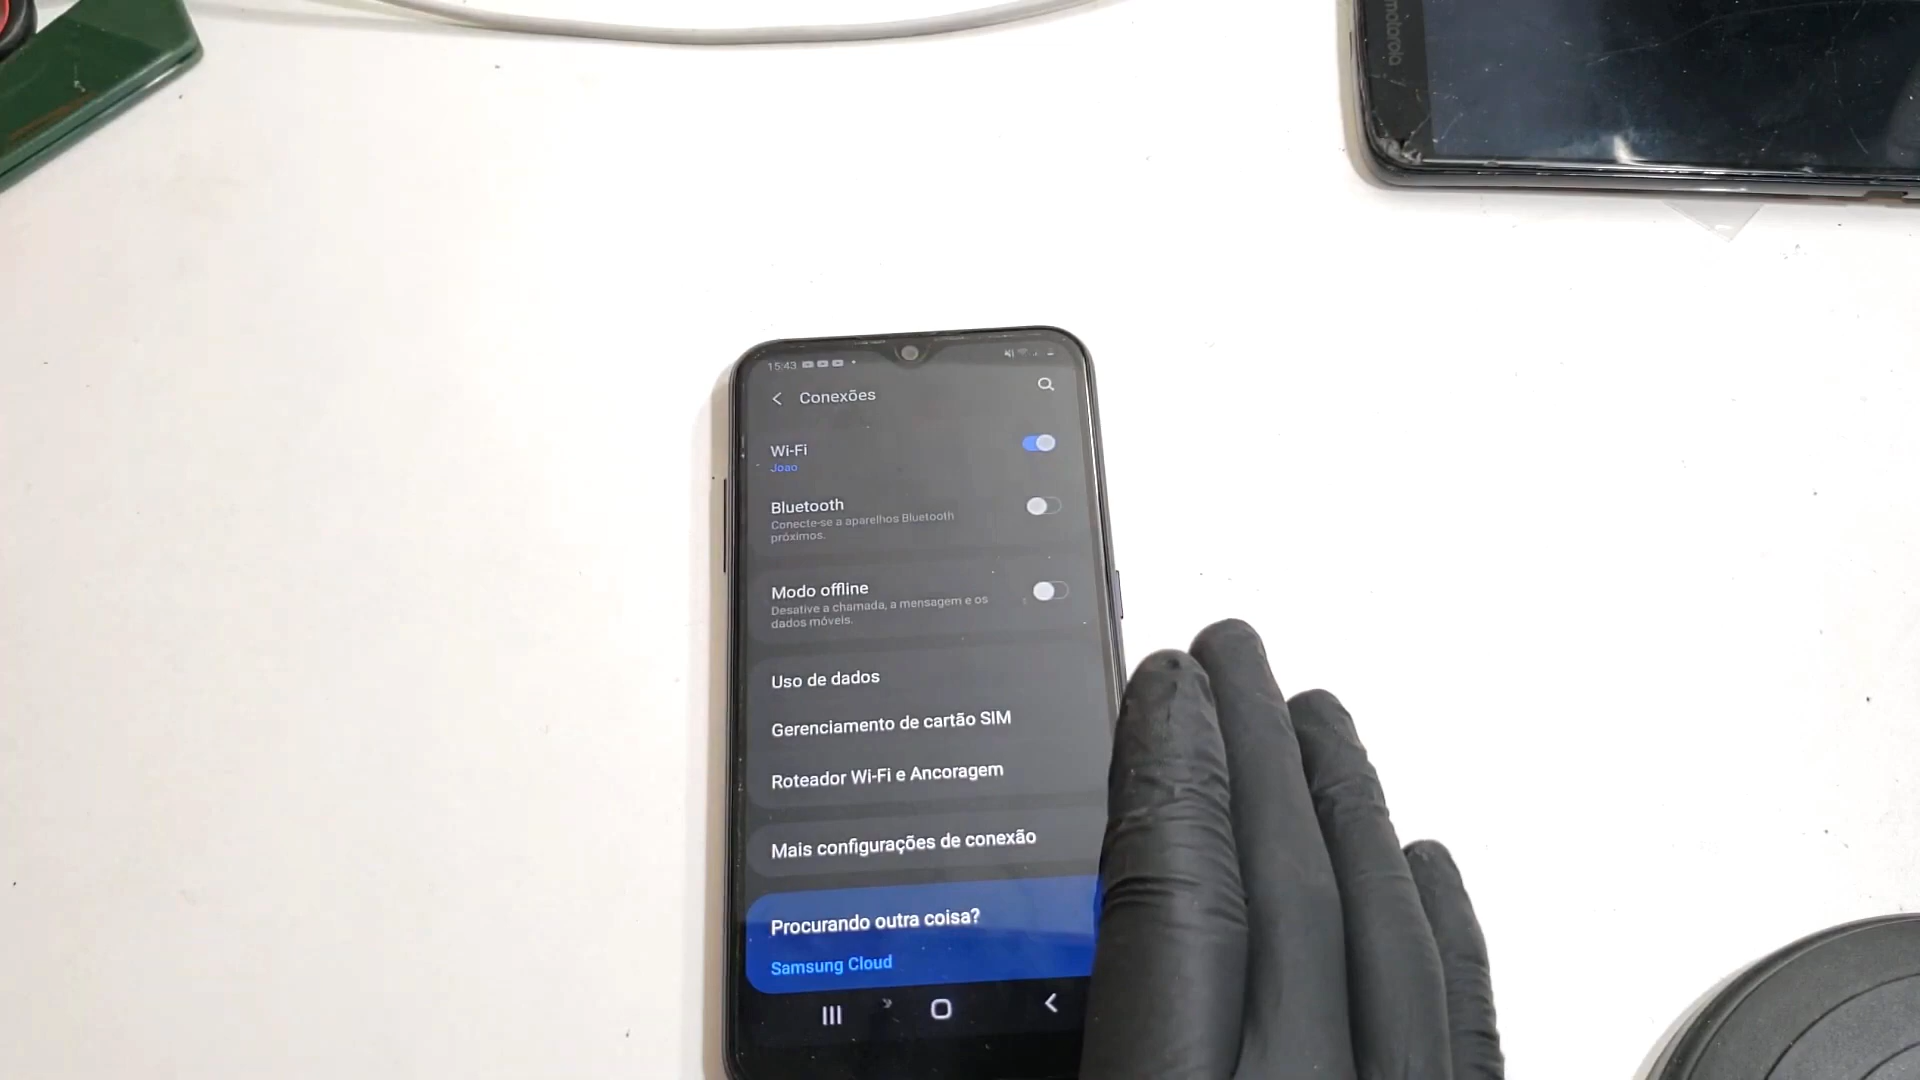 motorola
15:43
Conexões
Wi-Fi
Joao
Bluetooth
Conecte-se a aparelhos Bluetooth
próximos.
Modo offline
Desative a chamada, a mensagem e os
dados móveis.
Uso de dados
Gerenciamento de cartão SIM
Roteador Wi-Fi e Ancoragem
Mais configurações de conexão
Procurando outra coisa?
Samsung Cloud